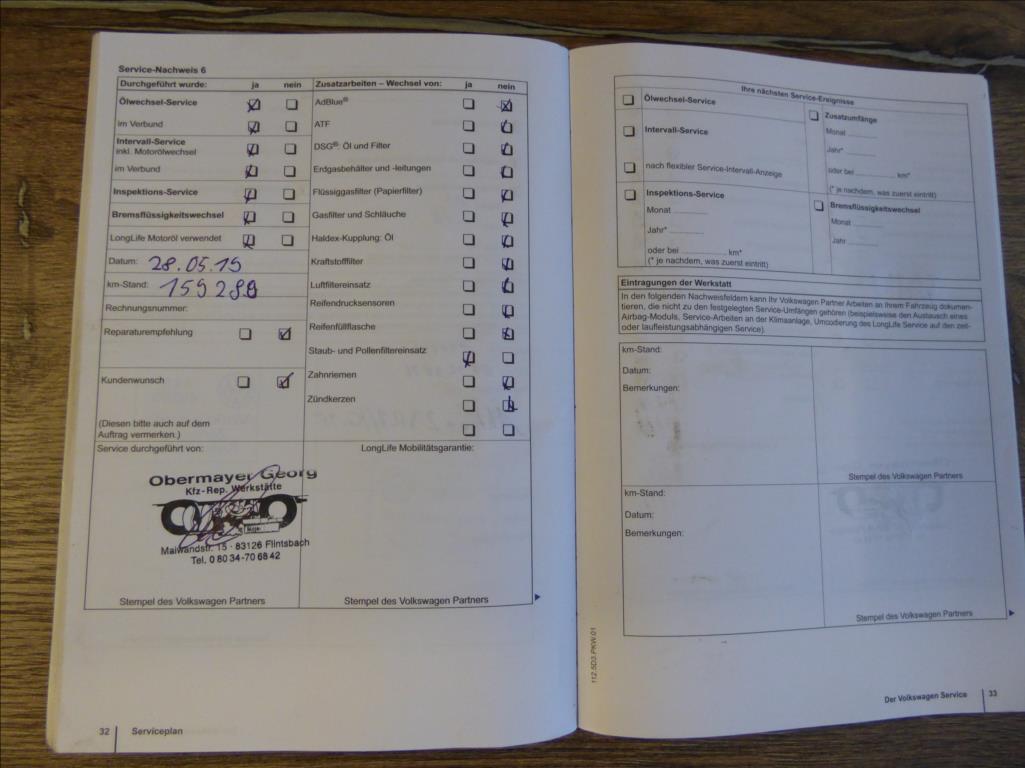 Service-Nachweis 6
Durchgeführt wurde: ja nein
Ölwechsel-Service
im Verbund
Intervall-Service
inkl. Motorölwechsel
im Verbund
Inspektions-Service
Bremsflüssigkeitswechsel
LongLife Motoröl verwendet
Datum: 28.05.15
km-Stand: 159280
Rechnungsnummer:
Reparaturempfehlung
Kundenwunsch
(Diesen bitte auch auf dem
Auftrag vermerken.)
Zusatzarbeiten – Wechsel von: ja nein
AdBlue®
ATF
DSG®: Öl und Filter
Erdgasbehälter und -leitungen
Flüssiggasfilter (Papierfilter)
Gasfilter und Schläuche
Haldex-Kupplung: Öl
Kraftstofffilter
Luftfiltereinsatz
Reifendrucksensoren
Reifenfüllflasche
Staub- und Pollenfiltereinsatz
Zahnriemen
Zündkerzen
Service durchgeführt von:
Obermayer Georg
Kfz-Rep. Werkstätte
Maiwandstr. 15 · 83126 Flintsbach
Tel. 0 80 34-70 68 42
Stempel des Volkswagen Partners
LongLife Mobilitätsgarantie:
Stempel des Volkswagen Partners
32 Serviceplan
Ihre nächsten Service-Ereignisse
Ölwechsel-Service
Intervall-Service
nach flexibler Service-Intervall-Anzeige
Inspektions-Service
Monat
Jahr*
oder bei km*
(* je nachdem, was zuerst eintritt)
Zusatzumfänge
Monat
Jahr*
oder bei km*
(* je nachdem, was zuerst eintritt)
Bremsflüssigkeitswechsel
Monat
Jahr
Eintragungen der Werkstatt
In den folgenden Nachweisfeldern kann Ihr Volkswagen Partner Arbeiten an Ihrem Fahrzeug dokumen-
tieren, die nicht zu den festgelegten Service-Umfängen gehören (beispielsweise den Austausch eines
Airbag-Moduls, Service-Arbeiten an der Klimaanlage, Umcodierung des LongLife Service auf den zeit-
oder laufleistungsabhängigen Service).
km-Stand:
Datum:
Bemerkungen:
Stempel des Volkswagen Partners
km-Stand:
Datum:
Bemerkungen:
Stempel des Volkswagen Partners
112.5D3.PKW.01
Der Volkswagen Service 33